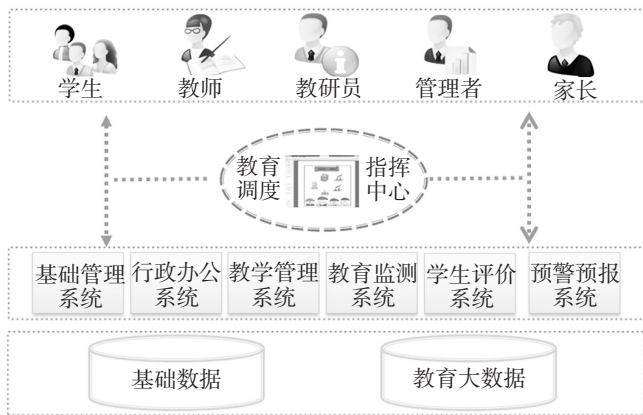 学生 教师 教研员 管理者 家长
教育 指挥
调度 中心
基础管理 行政办公 教学管理 教育监测 学生评价 预警预报
系统 系统 系统 系统 系统 系统
基础数据 教育大数据